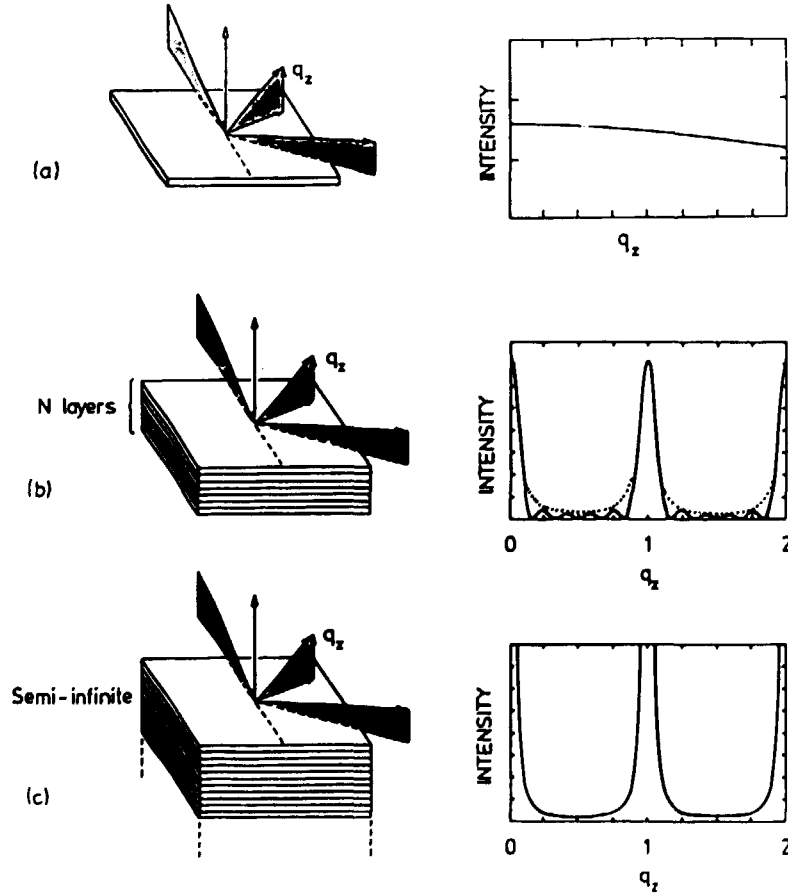 q_z
(a)
INTENSITY
q_z
N layers
q_z
(b)
INTENSITY
0 1 2
q_z
Semi-infinite
q_z
(c)
INTENSITY
0 1 2
q_z